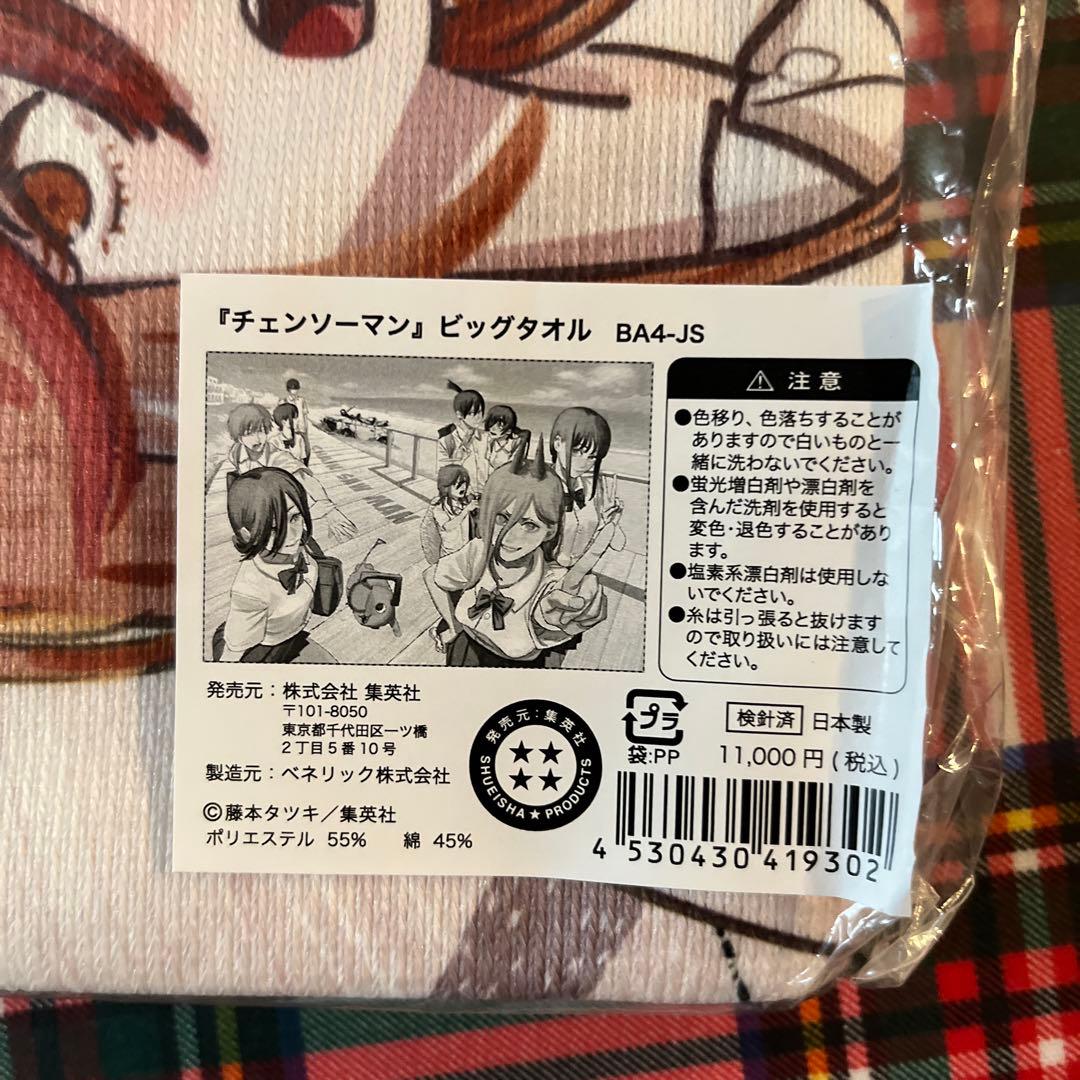 『チェンソーマン』ビッグタオル BA4-JS
⚠ 注意
●色移り、色落ちすることが
ありますので白いものと一
緒に洗わないでください。
●蛍光増白剤や漂白剤を
含んだ洗剤を使用すると
変色・退色することがあり
ます。
●塩素系漂白剤は使用しな
いでください。
●糸は引っ張ると抜けます
ので取り扱いには注意して
ください。
発売元：株式会社 集英社
〒101-8050
東京都千代田区一ツ橋
2丁目5番10号
製造元：ベネリック株式会社
©藤本タツキ／集英社
ポリエステル 55% 綿 45%
発売元：集英社
SHUEISHA★PRODUCTS
プラ
袋:PP
検針済 日本製
11,000円(税込)
4 530430 419302